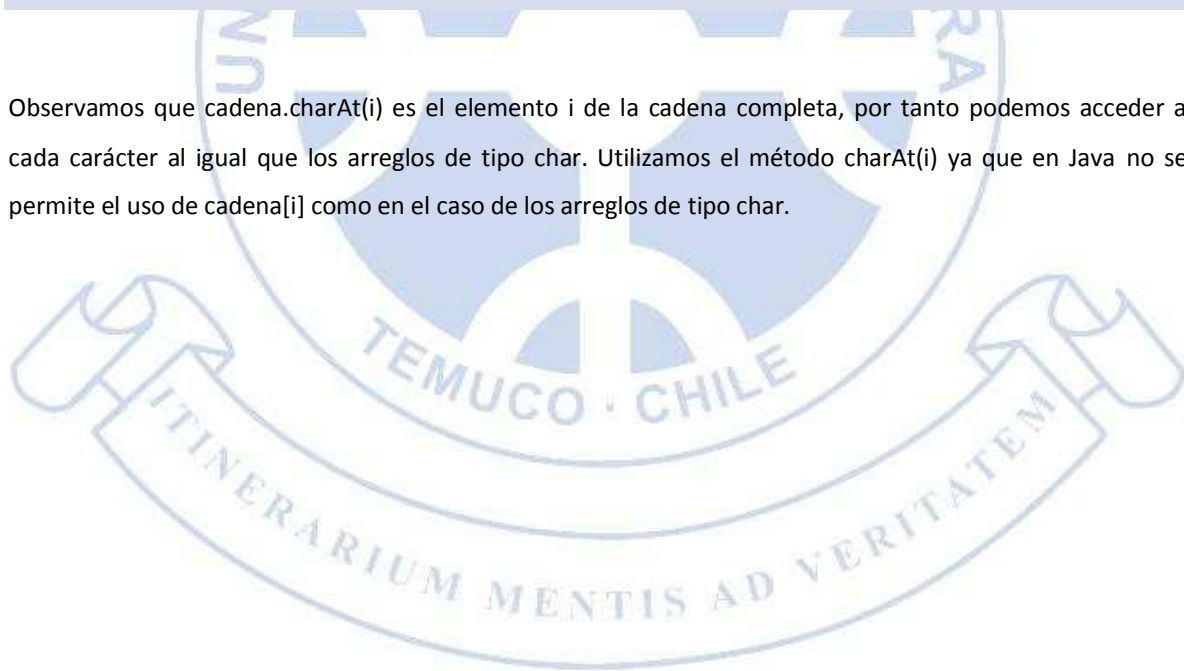 UN
RA
Observamos que cadena.charAt(i) es el elemento i de la cadena completa, por tanto podemos acceder a
cada carácter al igual que los arreglos de tipo char. Utilizamos el método charAt(i) ya que en Java no se
permite el uso de cadena[i] como en el caso de los arreglos de tipo char.
TEMUCO · CHILE
ITINERARIUM MENTIS AD VERITATEM